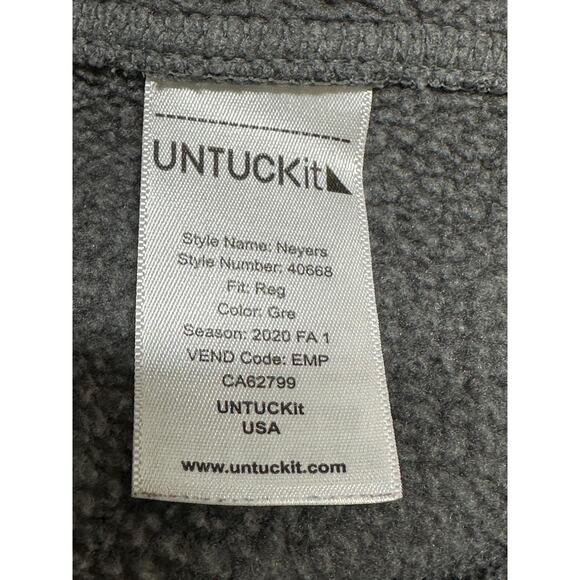 UNTUCKit
Style Name: Neyers
Style Number: 40668
Fit: Reg
Color: Gre
Season: 2020 FA 1
VEND Code: EMP
CA62799
UNTUCKit
USA
www.untuckit.com